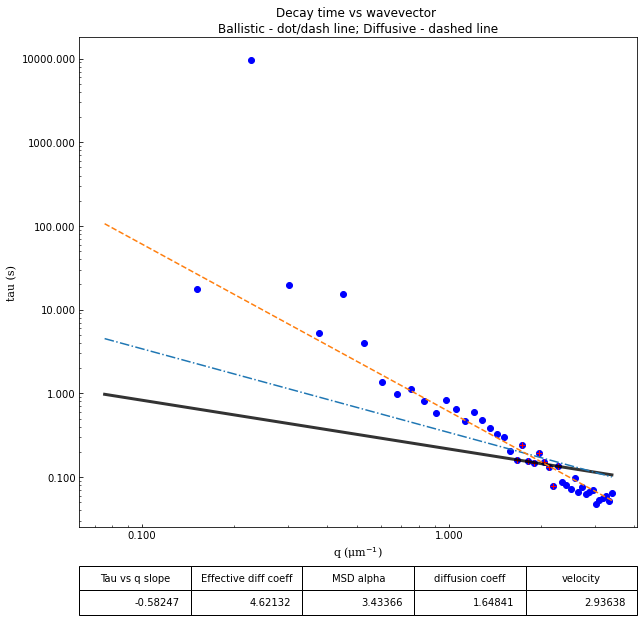 Decay time vs wavevector
Ballistic - dot/dash line; Diffusive - dashed line
10000.000
1000.000
100.000
10.000
1.000
0.100
tau (s)
0.100 1.000
q (μm⁻¹)
Tau vs q slope Effective diff coeff MSD alpha diffusion coeff velocity
-0.58247 4.62132 3.43366 1.64841 2.93638